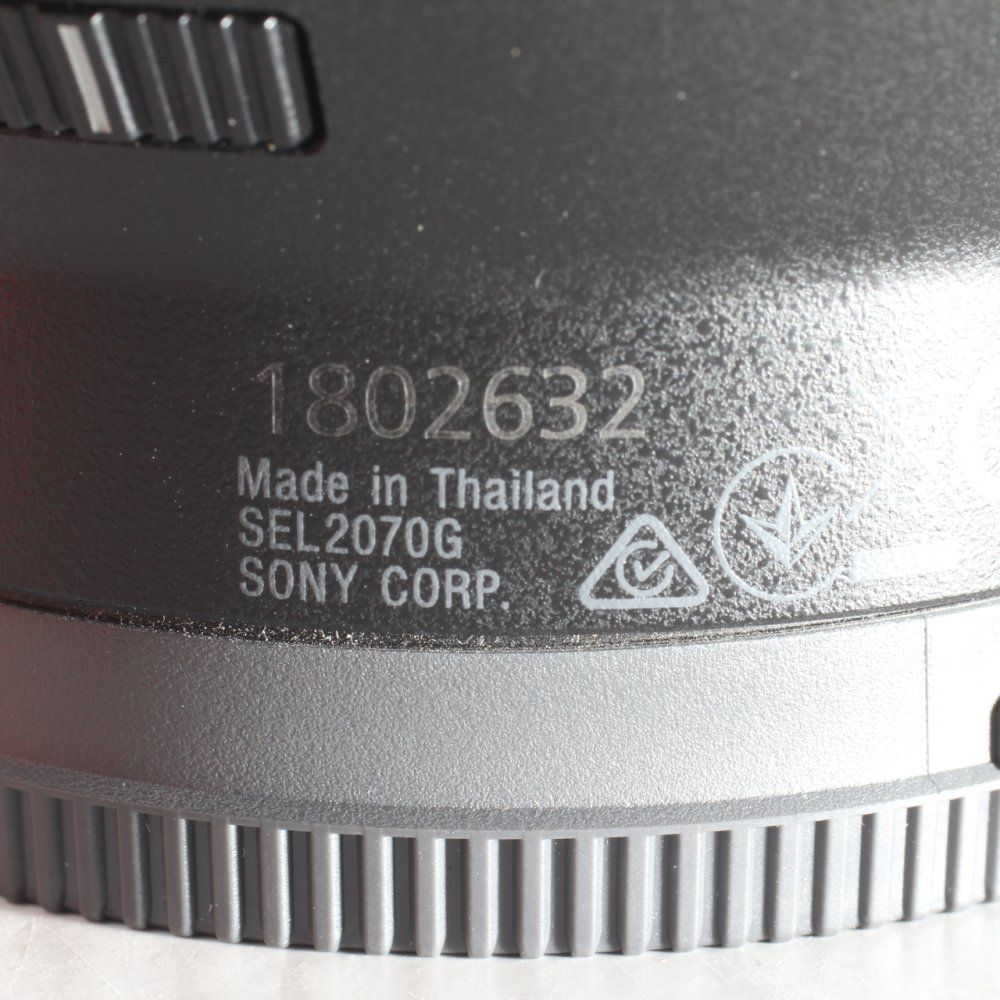 1802632
Made in Thailand
SEL2070G
SONY CORP.